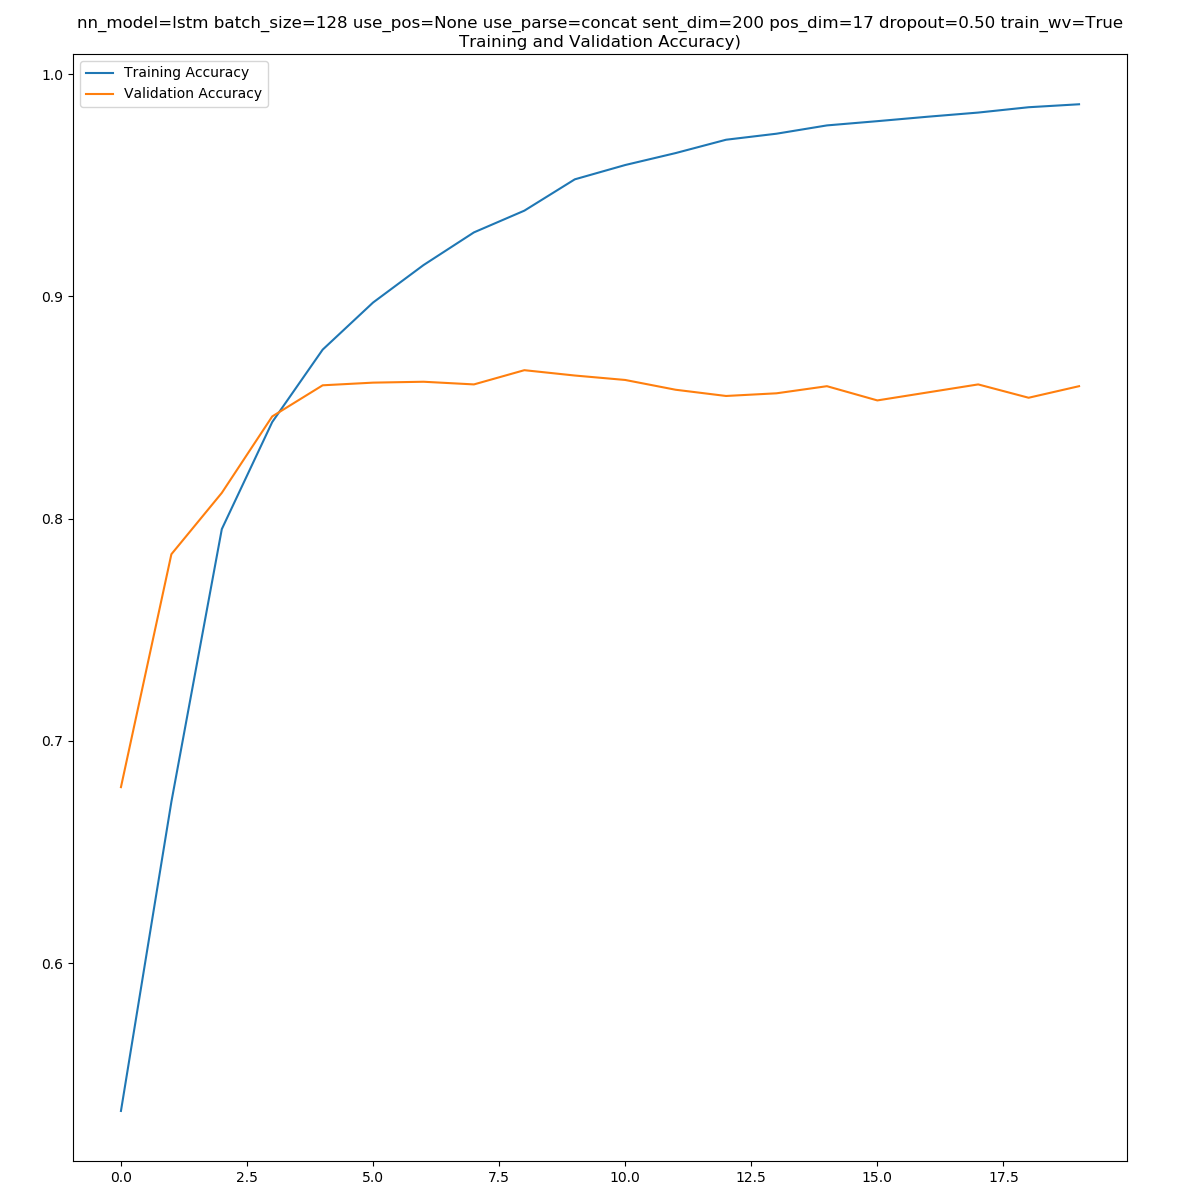 nn_model=lstm batch_size=128 use_pos=None use_parse=concat sent_dim=200 pos_dim=17 dropout=0.50 train_wv=True
Training and Validation Accuracy)
Training Accuracy
Validation Accuracy
1.0
0.9
0.8
0.7
0.6
0.0 2.5 5.0 7.5 10.0 12.5 15.0 17.5